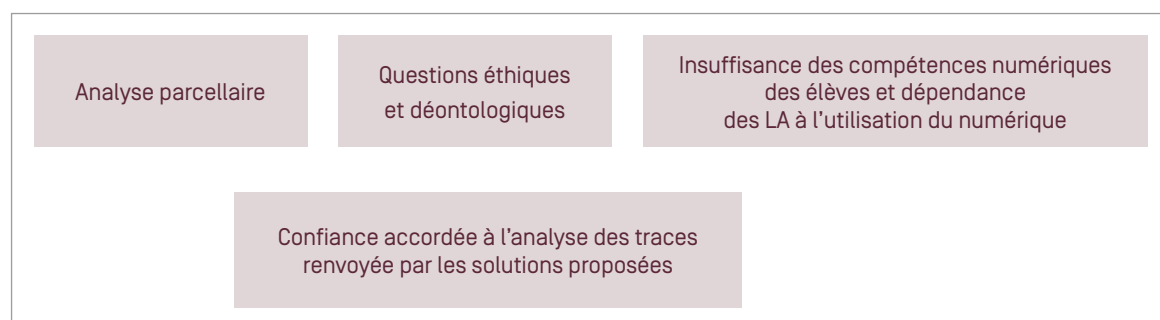 Analyse parcellaire
Questions éthiques
et déontologiques
Insuffisance des compétences numériques
des élèves et dépendance
des LA à l’utilisation du numérique
Confiance accordée à l’analyse des traces
renvoyée par les solutions proposées